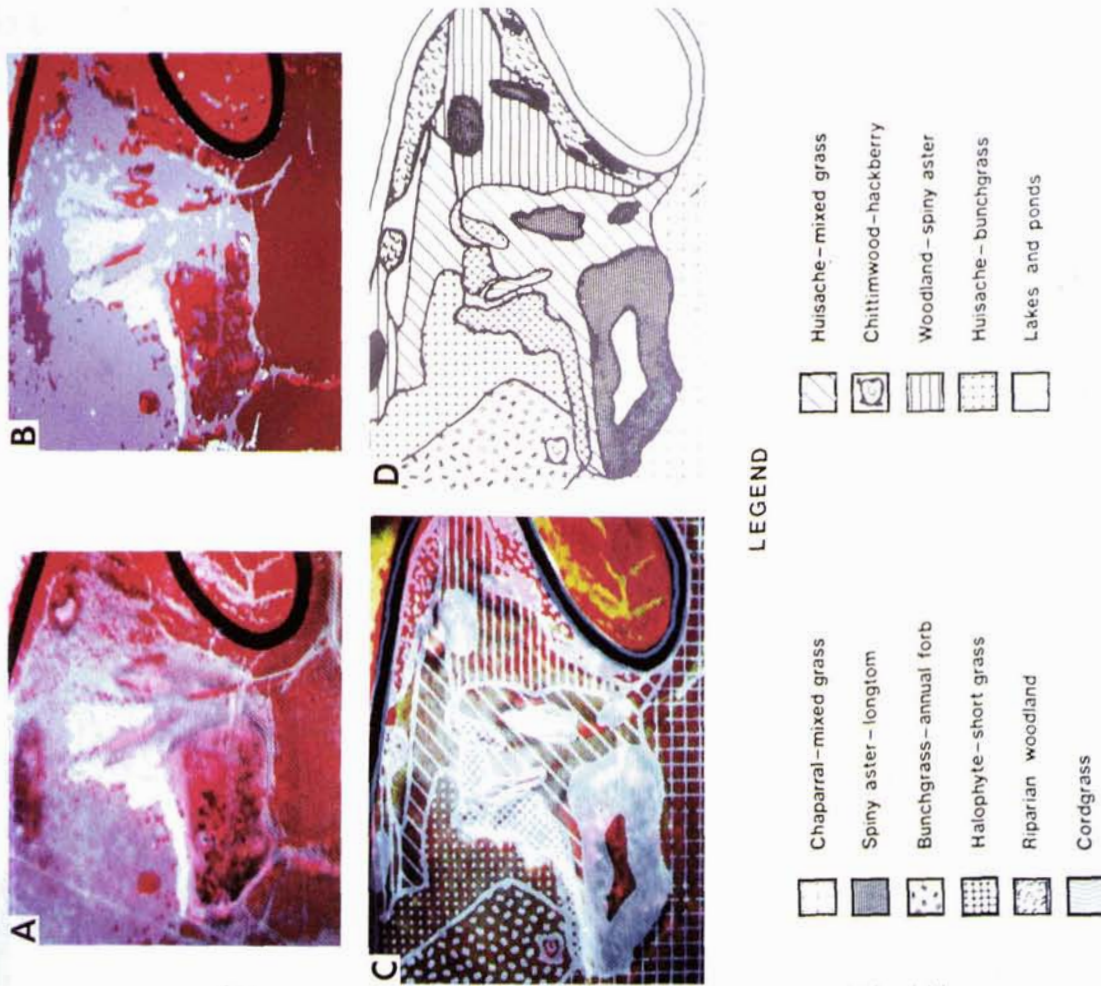 A
B
C
D
LEGEND
Chaparral-mixed grass
Spiny aster-longtom
Bunchgrass-annual forb
Halophyte-short grass
Riparian woodland
Cordgrass
Huisache-mixed grass
Chittimwood-hackberry
Woodland-spiny aster
Huisache-bunchgrass
Lakes and ponds